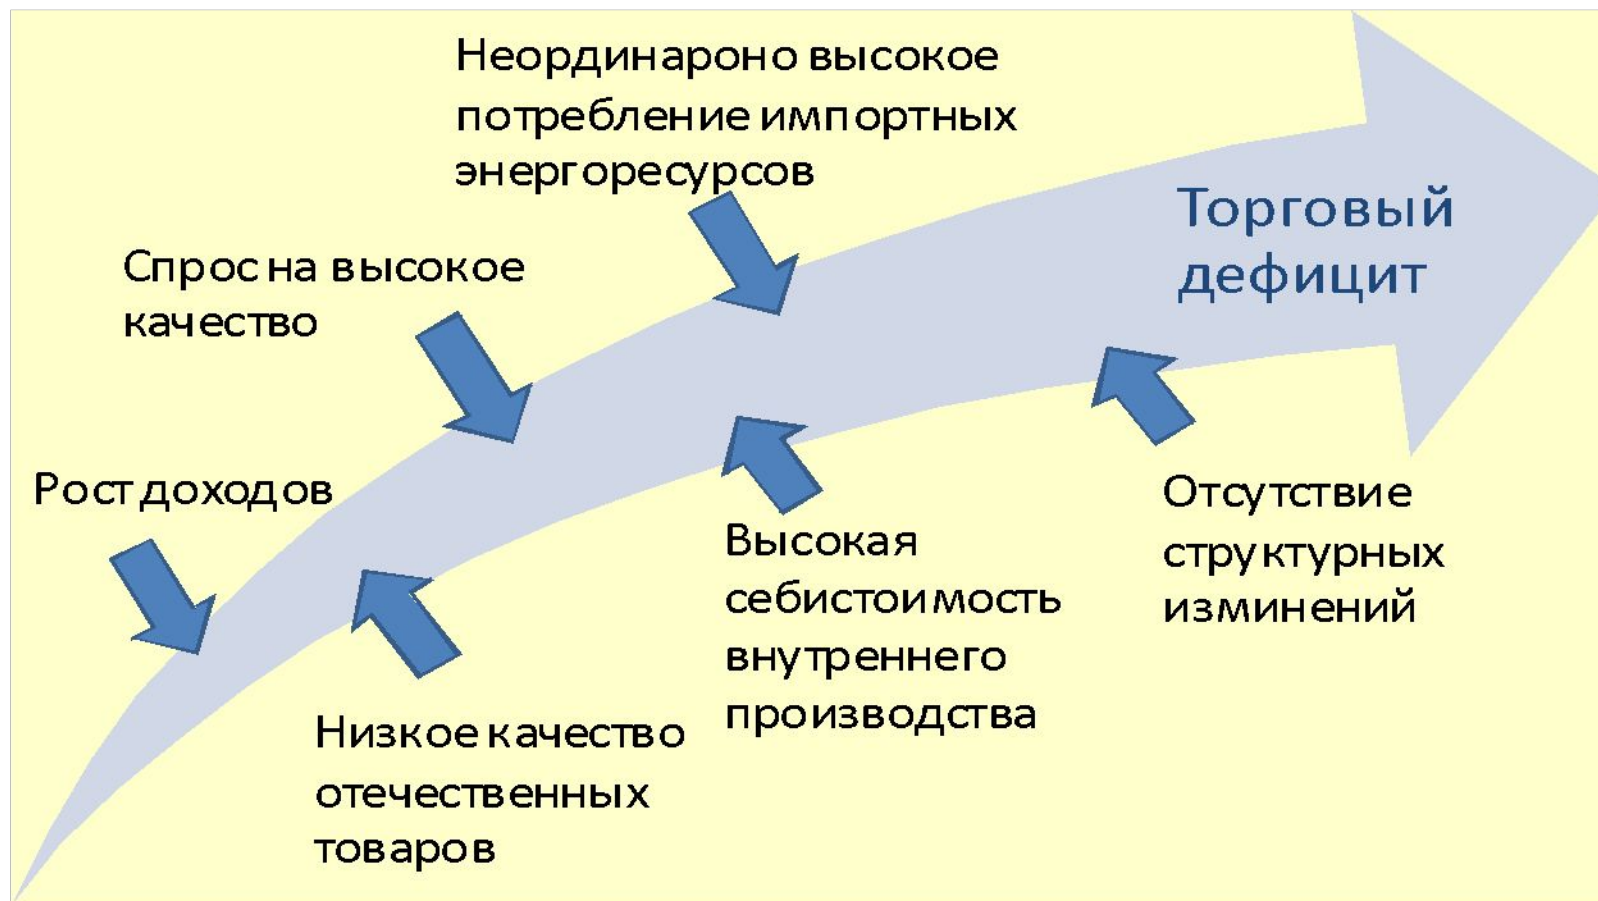 Неординароно высокое
потребление импортных
энергоресурсов
Торговый
дефицит
Спрос на высокое
качество
Рост доходов
Отсутствие
структурных
изминений
Высокая
себистоимость
внутреннего
производства
Низкое качество
отечественных
товаров